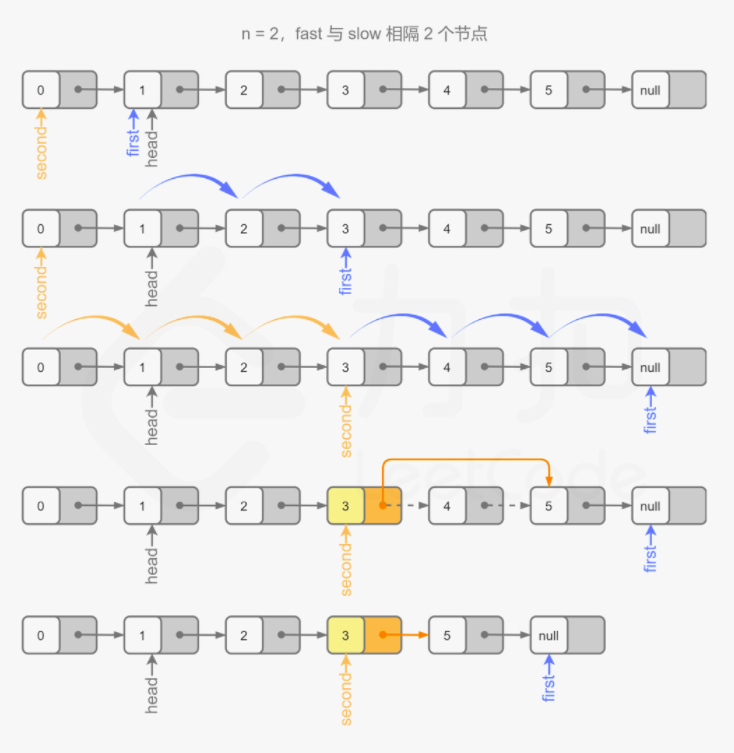 n = 2，fast 与 slow 相隔 2 个节点
0 1 2 3 4 5 null
second first head
0 1 2 3 4 5 null
second head first
0 1 2 3 4 5 null
head second first
力扣
LeetCode
0 1 2 3 4 5 null
head second first
0 1 2 3 5 null
head second first